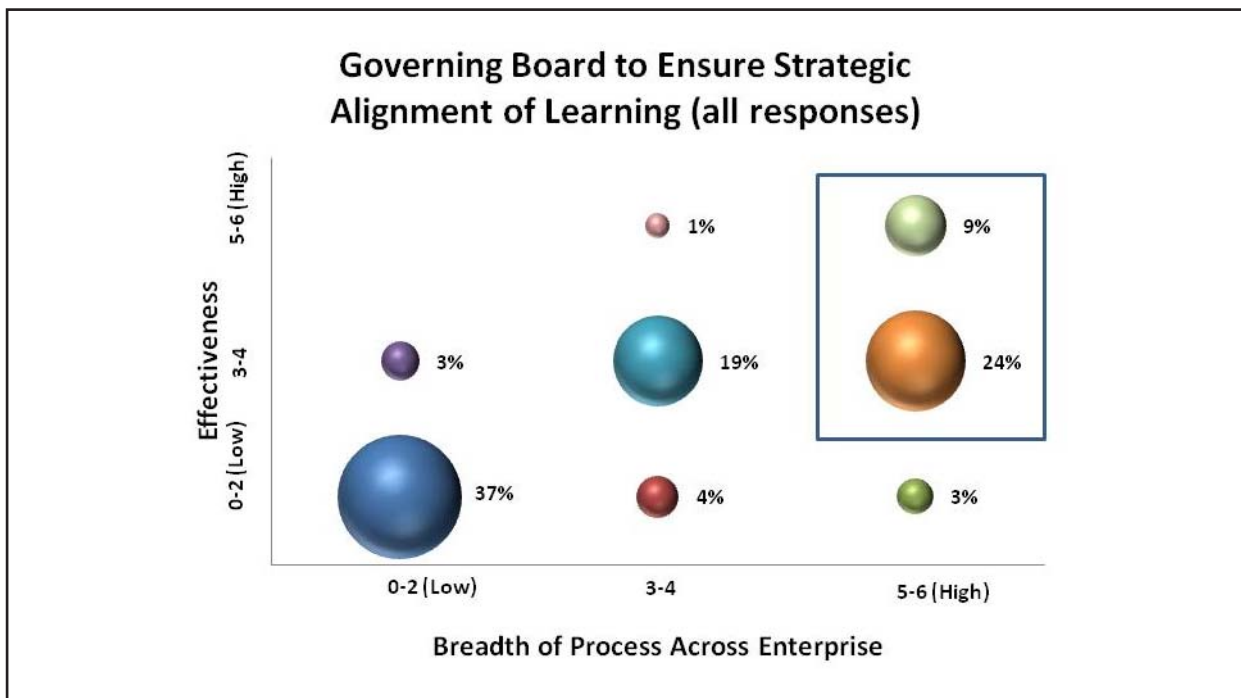 Governing Board to Ensure Strategic
Alignment of Learning (all responses)
Effectiveness
5-6 (High)
3-4
0-2 (Low)
1%
9%
3%
19%
24%
37%
4%
3%
0-2 (Low)
3-4
5-6 (High)
Breadth of Process Across Enterprise